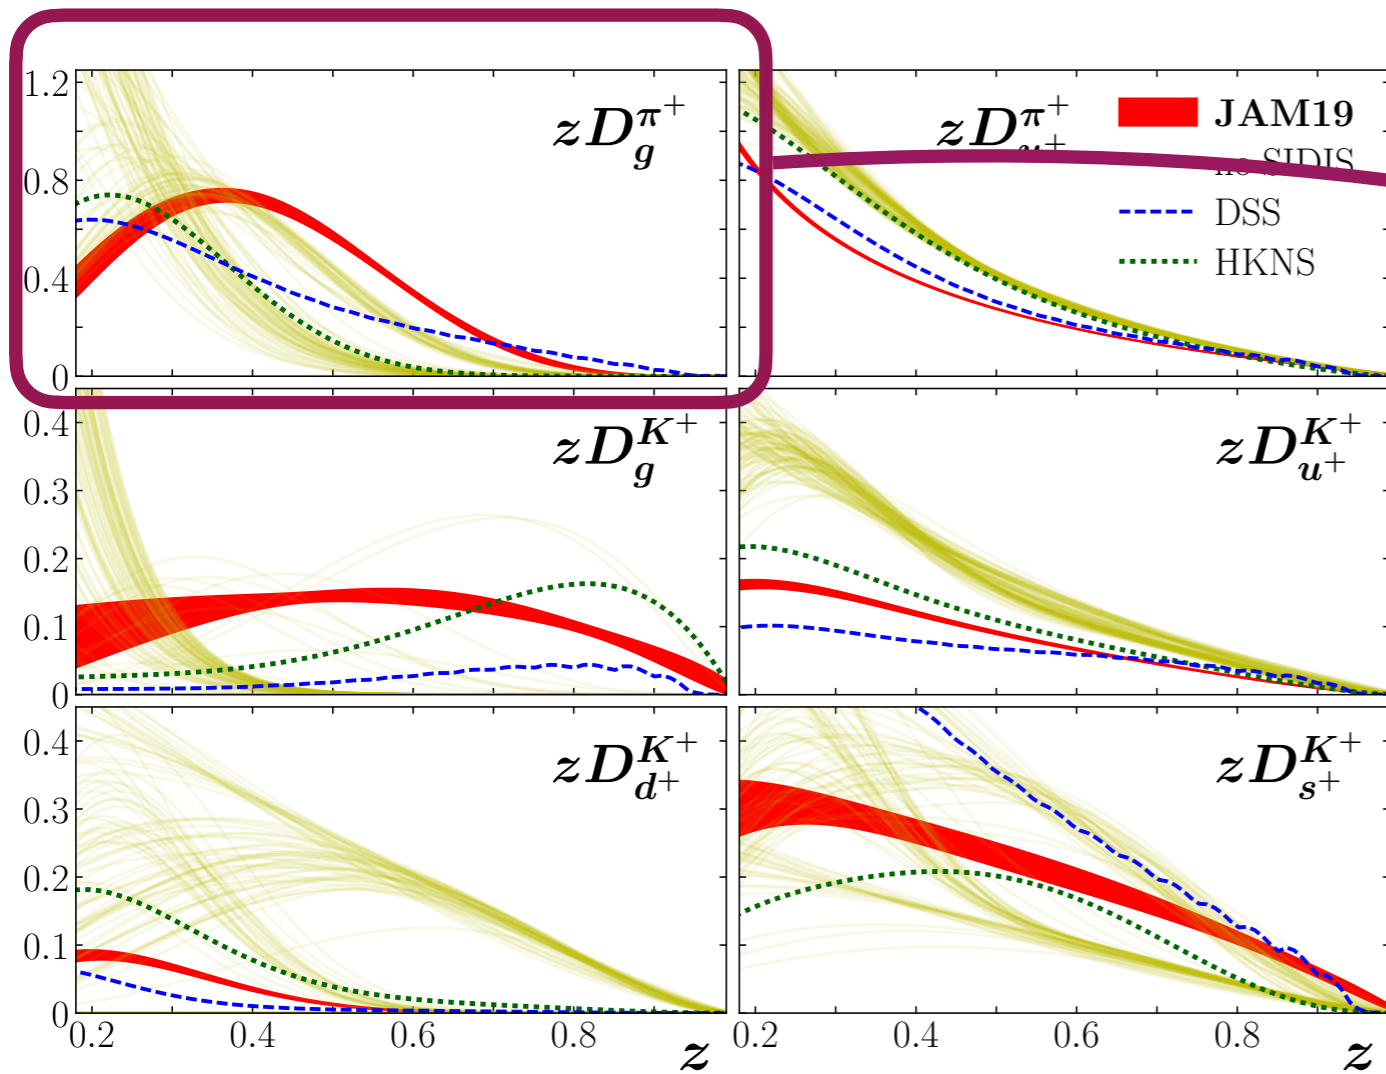 1.2
0.8
0.4
0
zD_g^{π+}
zD_{u+}^{π+}
JAM19
no SIDIS
DSS
HKNS
0.4
0.3
0.2
0.1
0
zD_g^{K+}
zD_{u+}^{K+}
0.4
0.3
0.2
0.1
0
zD_{d+}^{K+}
zD_{s+}^{K+}
0.2 0.4 0.6 0.8 z
0.2 0.4 0.6 0.8 z